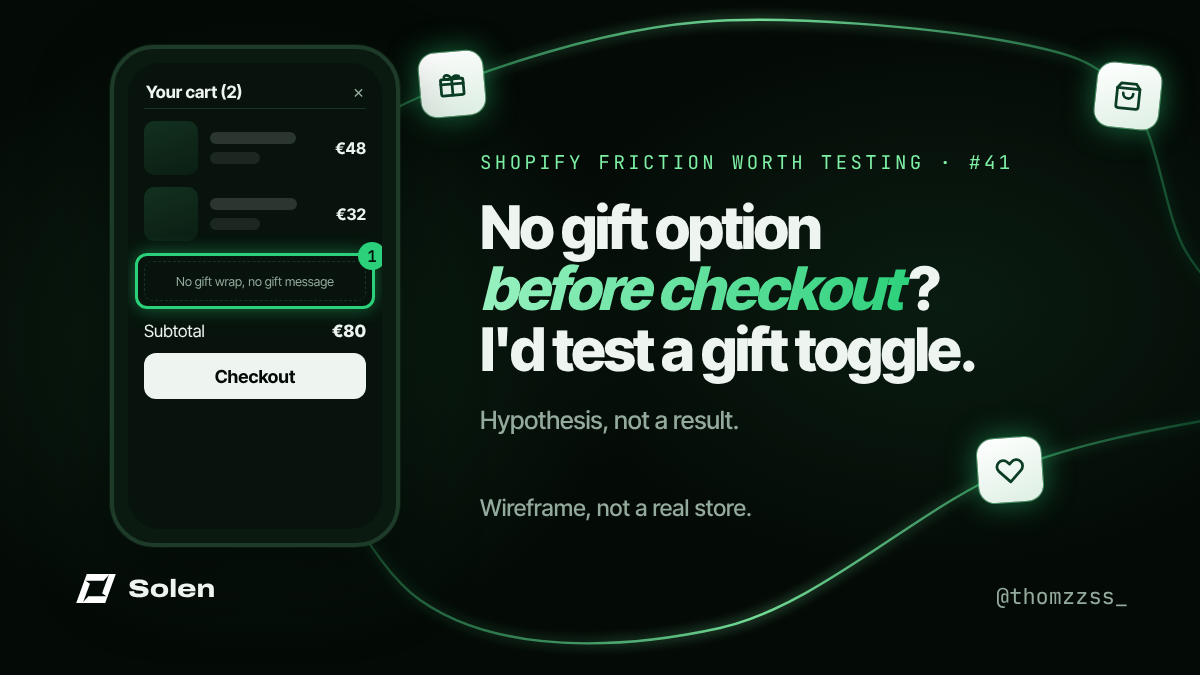 Your cart (2) ×
€48
€32
1
No gift wrap, no gift message
Subtotal €80
Checkout
SHOPIFY FRICTION WORTH TESTING · #41
No gift option
before checkout?
I'd test a gift toggle.
Hypothesis, not a result.
Wireframe, not a real store.
Solen
@thomzzss_